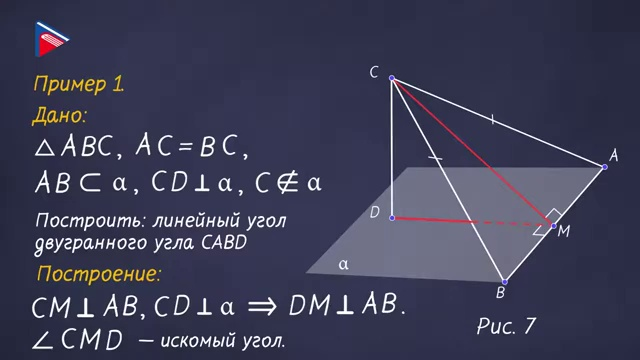 Пример 1
Дано:
△ABC, AC = BC,
AB ⊂ α, CD ⊥ α, C ∉ α
Построить: линейный угол
двугранного угла CABD
Построение:
CM ⊥ AB, CD ⊥ α ⇒ DM ⊥ AB.
∠CMD — искомый угол.
C
A
D
M
α
B
Рис. 7